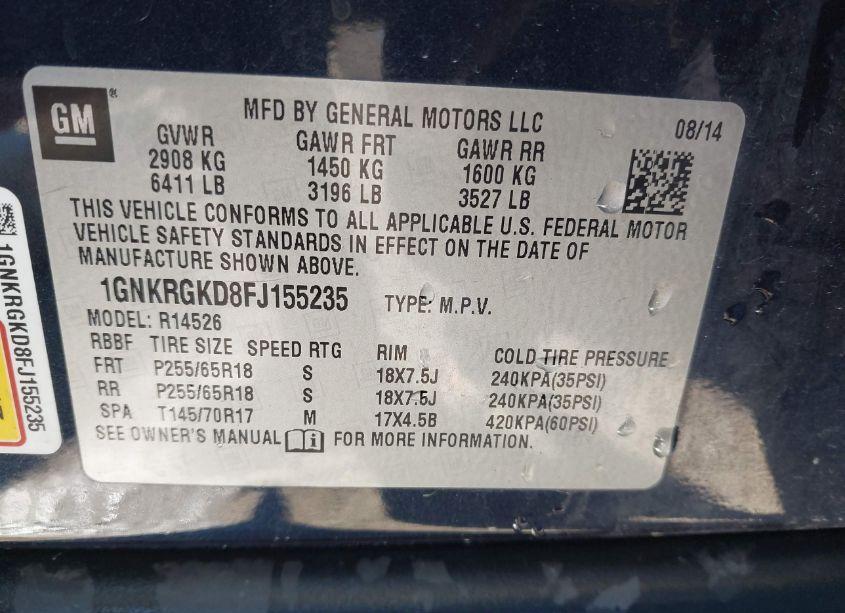 GM
MFD BY GENERAL MOTORS LLC
08/14
GVWR GAWR FRT GAWR RR
2908 KG 1450 KG 1600 KG
6411 LB 3196 LB 3527 LB
THIS VEHICLE CONFORMS TO ALL APPLICABLE U.S. FEDERAL MOTOR
VEHICLE SAFETY STANDARDS IN EFFECT ON THE DATE OF
MANUFACTURE SHOWN ABOVE.
1GNKRGKD8FJ155235 TYPE: M.P.V.
MODEL: R14526
RBBF TIRE SIZE SPEED RTG RIM COLD TIRE PRESSURE
FRT P255/65R18 S 18X7.5J 240KPA(35PSI)
RR P255/65R18 S 18X7.5J 240KPA(35PSI)
SPA T145/70R17 M 17X4.5B 420KPA(60PSI)
SEE OWNER'S MANUAL FOR MORE INFORMATION.
1GNKRGKD8FJ155235